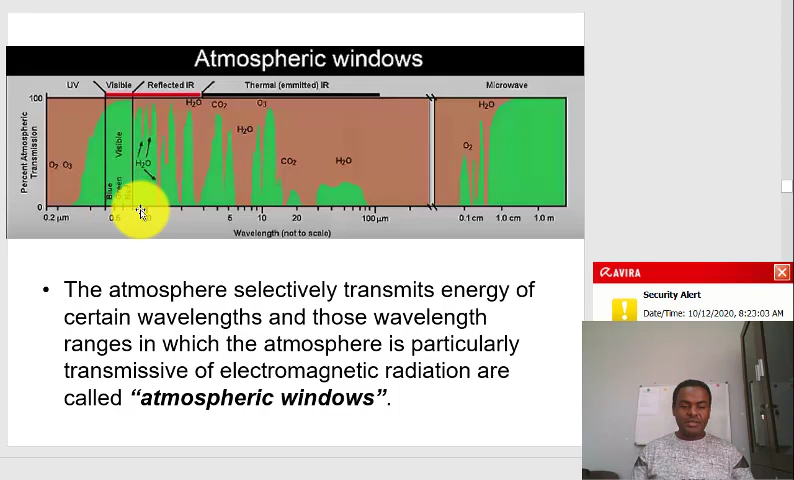 Atmospheric windows
UV Visible Reflected IR Thermal (emmitted) IR Microwave
H₂O CO₂ O₃ H₂O
100
Percent Atmospheric
Transmission
Visible
H₂O
O₂
O₂ O₃ H₂O CO₂ H₂O
Blue
Green
0
0.2 µm 0.5 5 10 20 100 µm 0.1 cm 1.0 cm 1.0 m
Wavelength (not to scale)
• The atmosphere selectively transmits energy of
certain wavelengths and those wavelength
ranges in which the atmosphere is particularly
transmissive of electromagnetic radiation are
called “atmospheric windows”.
AVIRA
Security Alert
Date/Time: 10/12/2020, 8:23:03 AM